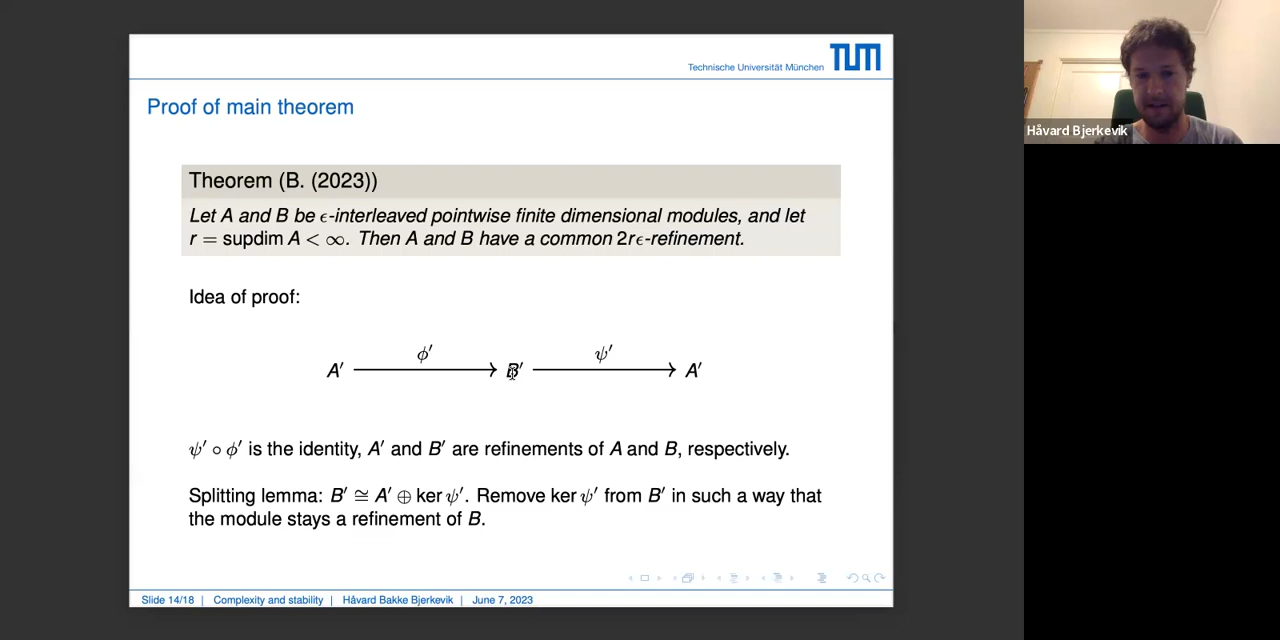 Technische Universität München TUM
Proof of main theorem
Theorem (B. (2023))
Let A and B be ϵ-interleaved pointwise finite dimensional modules, and let
r = supdim A < ∞. Then A and B have a common 2rϵ-refinement.
Idea of proof:
ϕ′ ψ′
A′ B′ A′
ψ′ ∘ ϕ′ is the identity, A′ and B′ are refinements of A and B, respectively.
Splitting lemma: B′ ≅ A′ ⊕ ker ψ′. Remove ker ψ′ from B′ in such a way that
the module stays a refinement of B.
Slide 14/18 | Complexity and stability | Håvard Bakke Bjerkevik | June 7, 2023
Håvard Bjerkevik